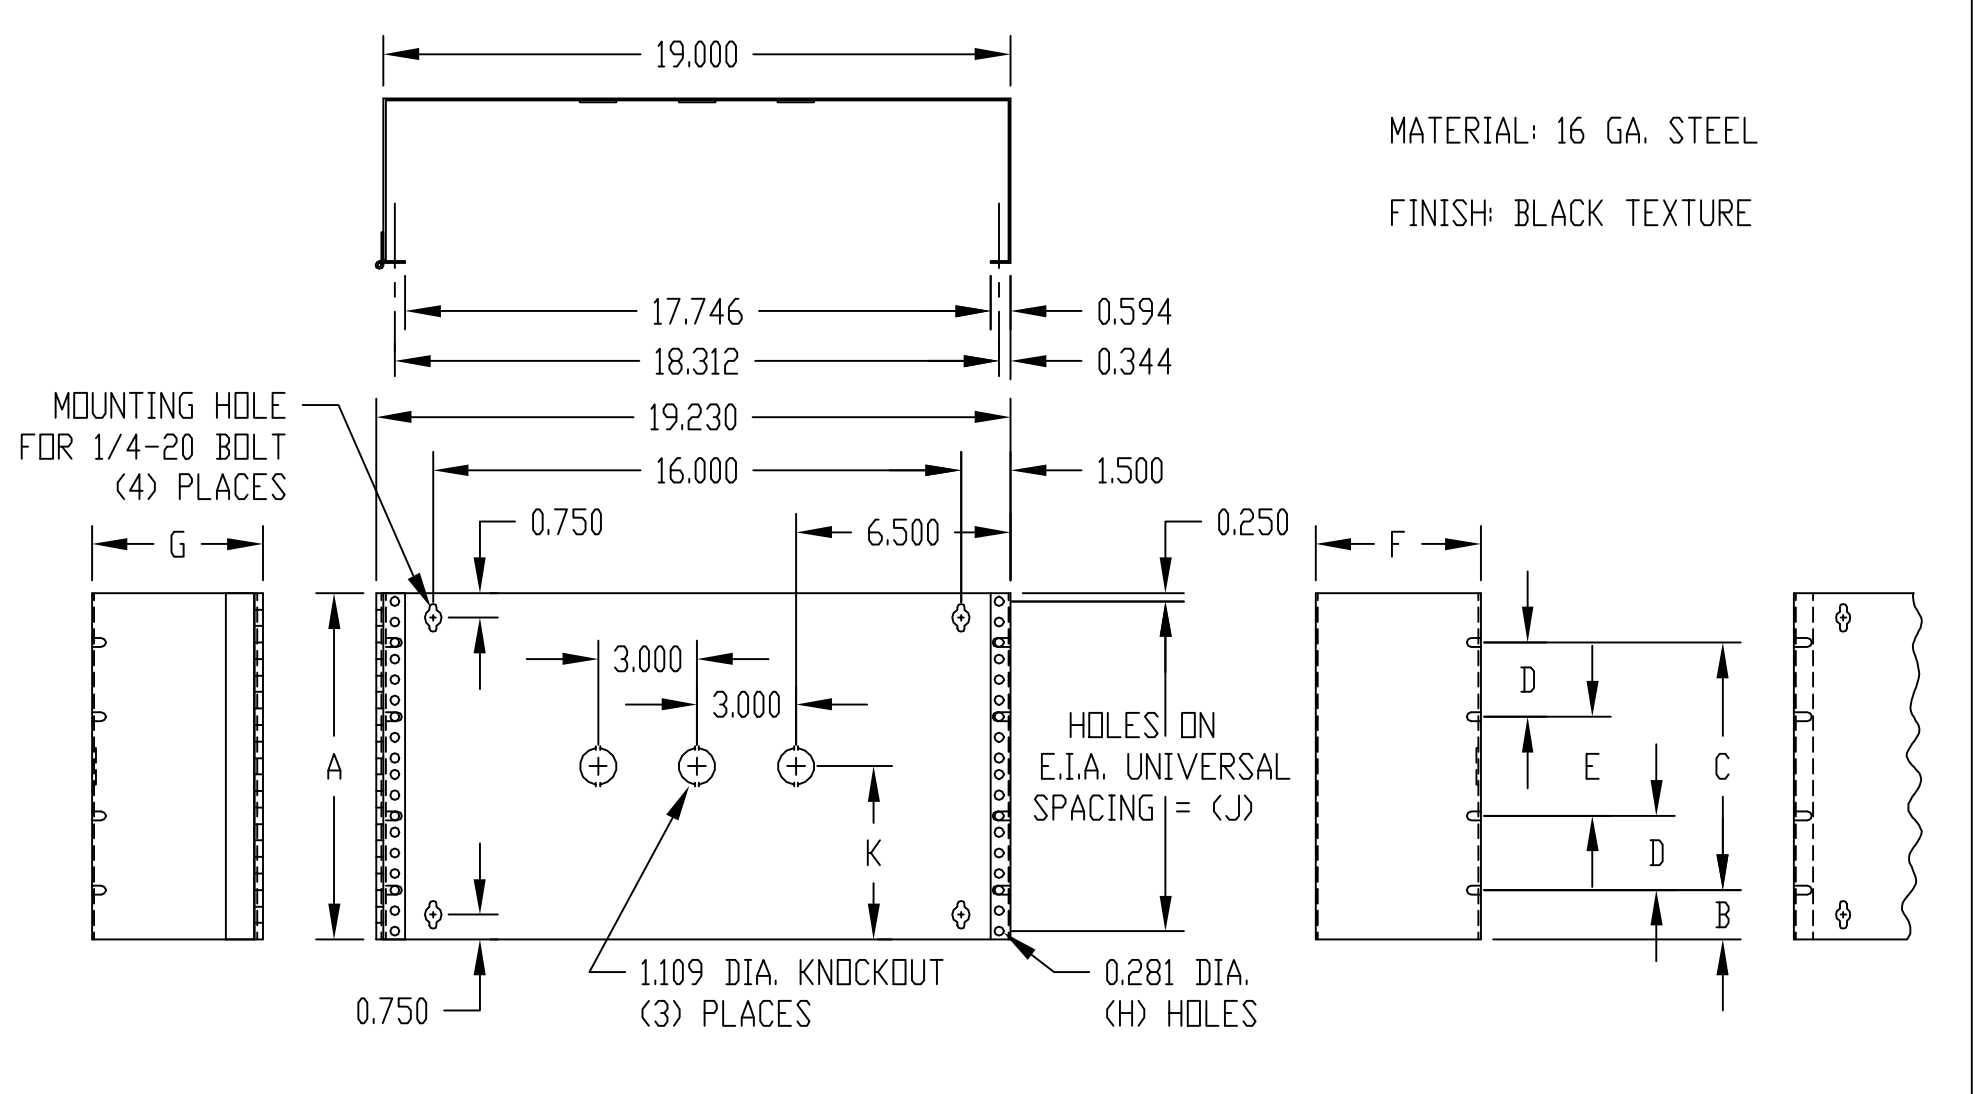 19.000
MATERIAL: 16 GA. STEEL
FINISH: BLACK TEXTURE
17.746
0.594
18.312
0.344
MOUNTING HOLE
FOR 1/4-20 BOLT
(4) PLACES
19.230
16.000
1.500
0.750
6.500
0.250
G
F
3.000
3.000
D
HOLES ON
E.I.A. UNIVERSAL
SPACING = (J)
A
E
C
K
D
B
1.109 DIA. KNOCKOUT
(3) PLACES
0.281 DIA.
(H) HOLES
0.750